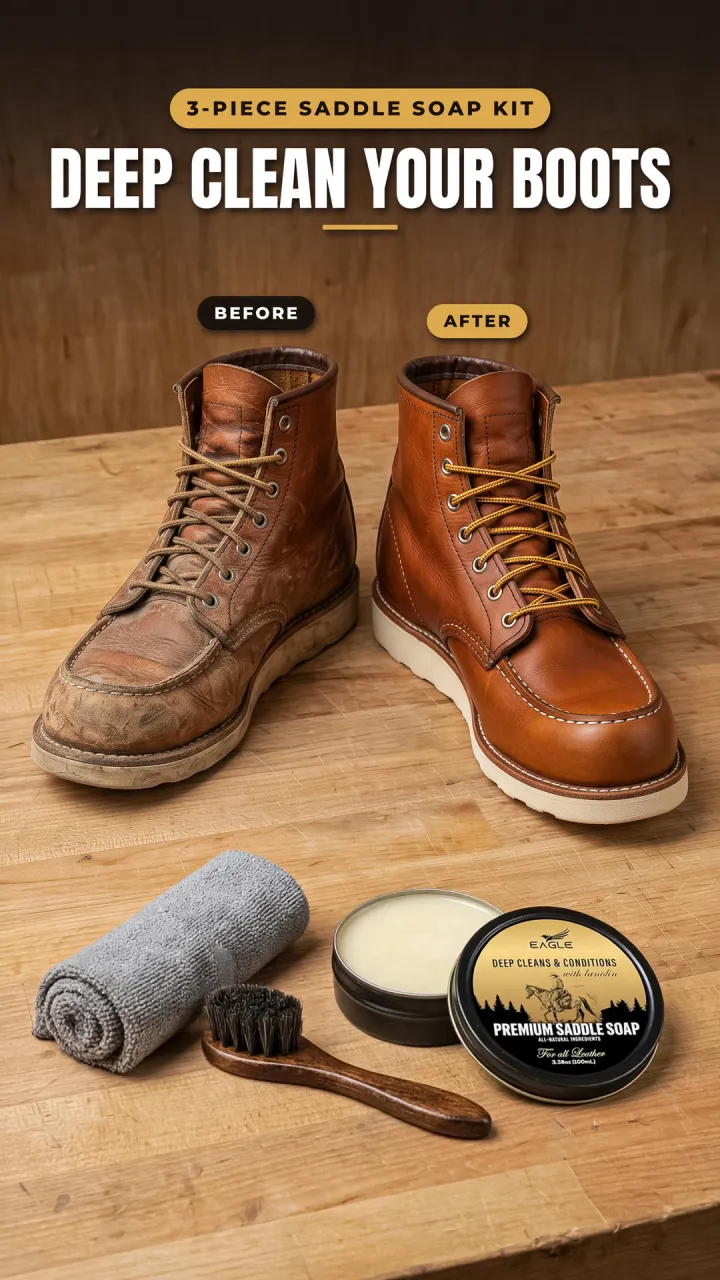 3-PIECE SADDLE SOAP KIT
DEEP CLEAN YOUR BOOTS
BEFORE
AFTER
EAGLE
DEEP CLEANS & CONDITIONS
with lanolin
PREMIUM SADDLE SOAP
ALL-NATURAL INGREDIENTS
For all Leather
3.38oz (100mL)